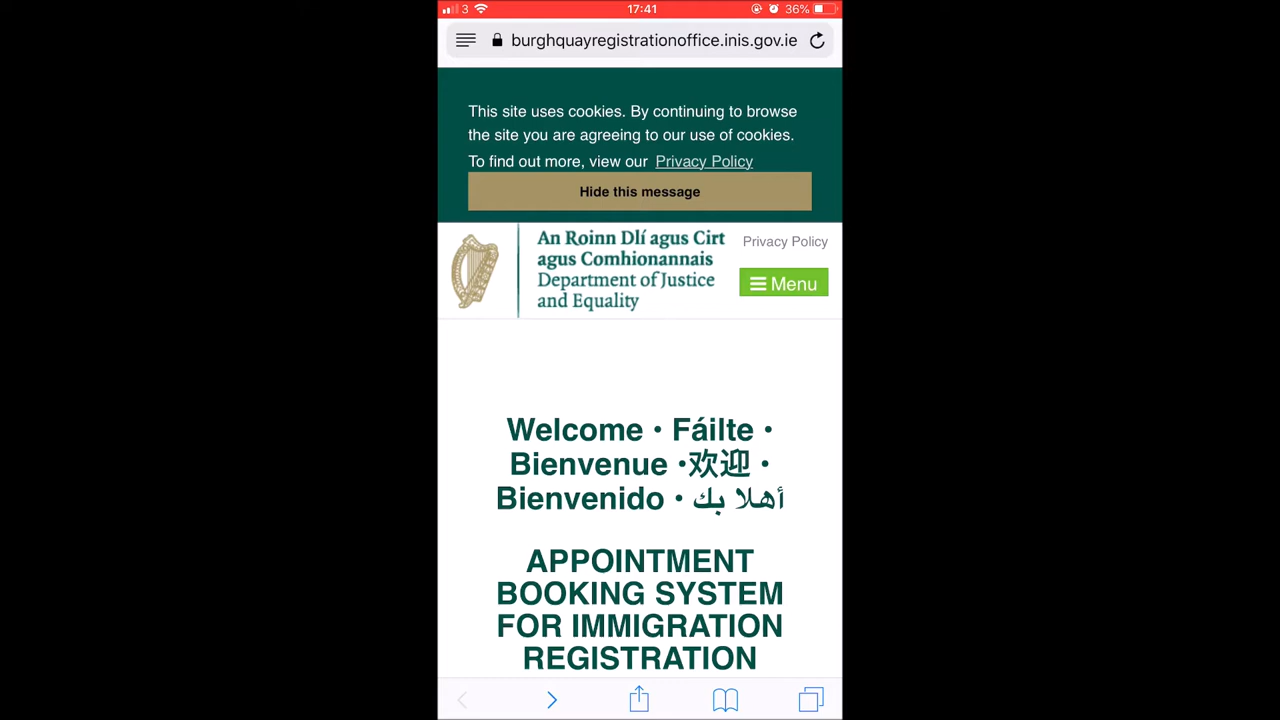 3 17:41 36%
burghquayregistrationoffice.inis.gov.ie
This site uses cookies. By continuing to browse
the site you are agreeing to our use of cookies.
To find out more, view our Privacy Policy
Hide this message
An Roinn Dlí agus Cirt
agus Comhionannais
Department of Justice
and Equality
Privacy Policy
Menu
Welcome • Fáilte •
Bienvenue •欢迎 •
Bienvenido • أهلا بك
APPOINTMENT
BOOKING SYSTEM
FOR IMMIGRATION
REGISTRATION